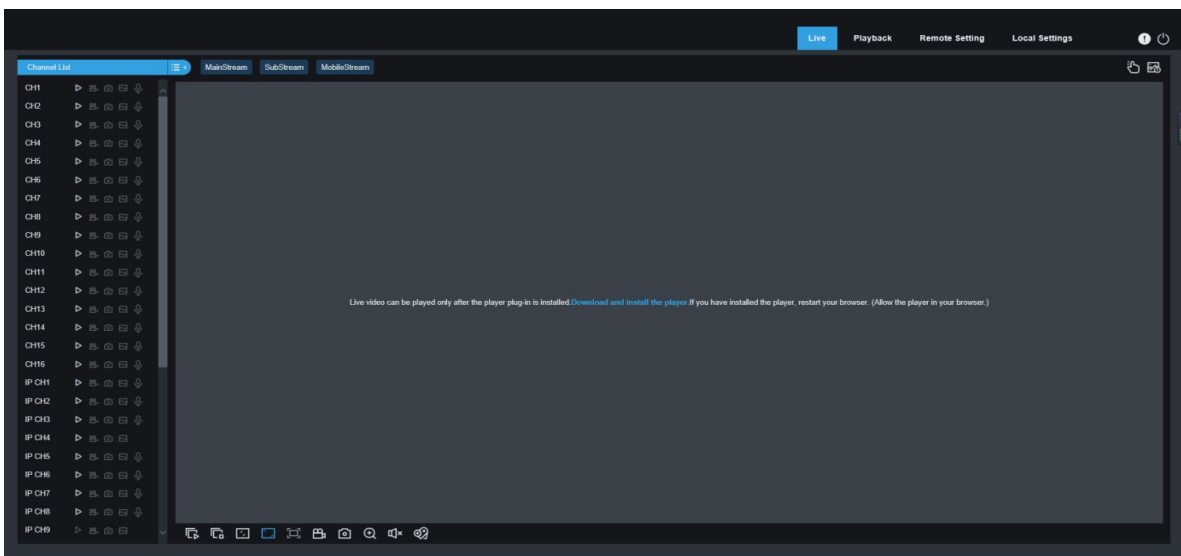 Live Playback Remote Setting Local Settings
Channel List MainStream SubStream MobileStream
CH1
CH2
CH3
CH4
CH5
CH6
CH7
CH8
CH9
CH10
CH11
CH12
Live video can be played only after the player plug-in is installed.Download and install the player.If you have installed the player, restart your browser. (Allow the player in your browser.)
CH13
CH14
CH15
CH16
IP CH1
IP CH2
IP CH3
IP CH4
IP CH5
IP CH6
IP CH7
IP CH8
IP CH9